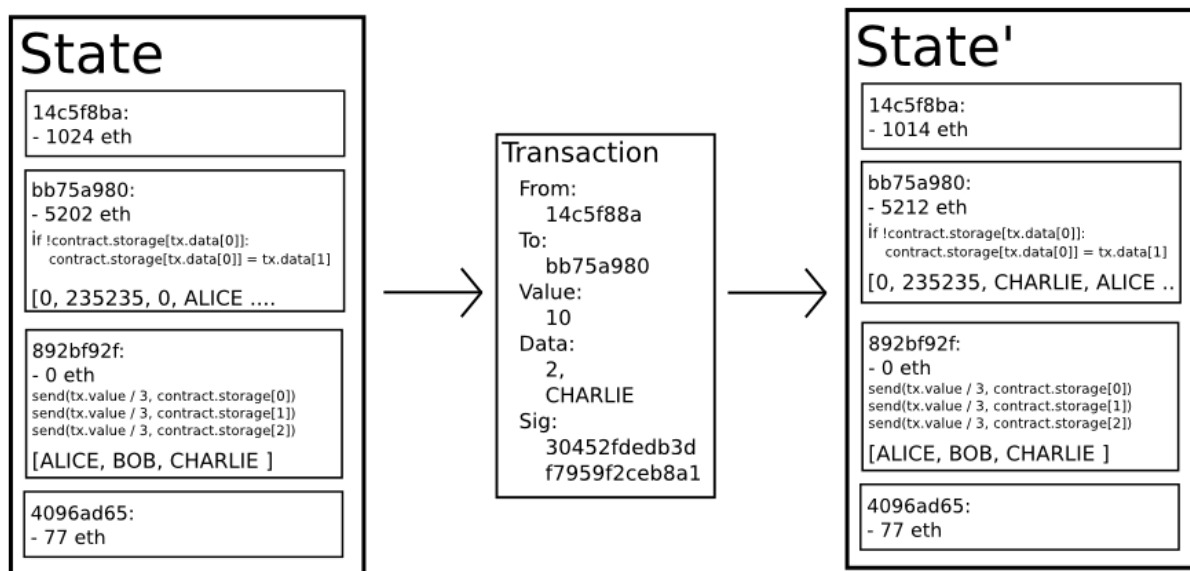 State
14c5f8ba:
- 1024 eth
bb75a980:
- 5202 eth
if !contract.storage[tx.data[0]]:
contract.storage[tx.data[0]] = tx.data[1]
[0, 235235, 0, ALICE ....
892bf92f:
- 0 eth
send(tx.value / 3, contract.storage[0])
send(tx.value / 3, contract.storage[1])
send(tx.value / 3, contract.storage[2])
[ALICE, BOB, CHARLIE ]
4096ad65:
- 77 eth
Transaction
From:
14c5f88a
To:
bb75a980
Value:
10
Data:
2,
CHARLIE
Sig:
30452fdedb3d
f7959f2ceb8a1
State'
14c5f8ba:
- 1014 eth
bb75a980:
- 5212 eth
if !contract.storage[tx.data[0]]:
contract.storage[tx.data[0]] = tx.data[1]
[0, 235235, CHARLIE, ALICE ..
892bf92f:
- 0 eth
send(tx.value / 3, contract.storage[0])
send(tx.value / 3, contract.storage[1])
send(tx.value / 3, contract.storage[2])
[ALICE, BOB, CHARLIE ]
4096ad65:
- 77 eth